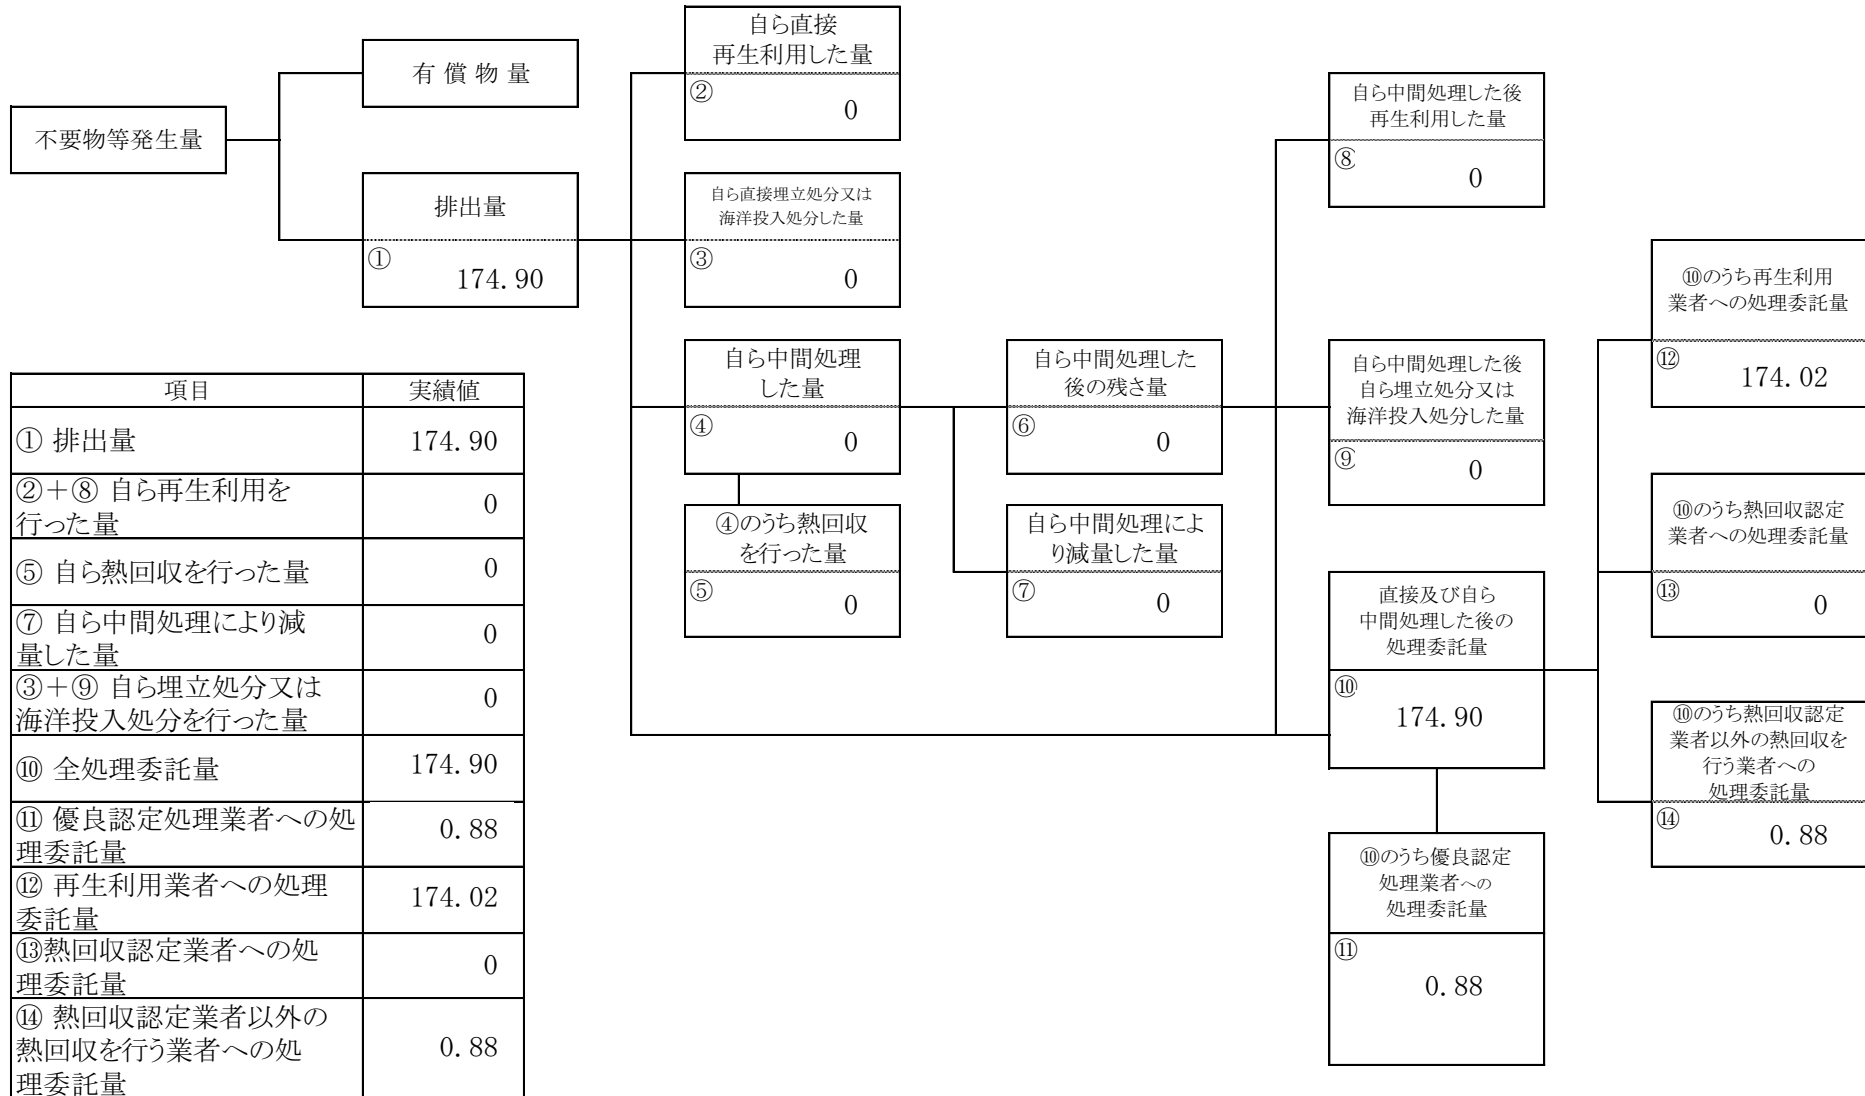 不要物等発生量
有 償 物 量
排出量
①
174.90
自ら直接
再生利用した量
②
0
自ら直接埋立処分又は
海洋投入処分した量
③
0
自ら中間処理
した量
④
0
④のうち熱回収
を行った量
⑤
0
自ら中間処理した
後の残さ量
⑥
0
自ら中間処理によ
り減量した量
⑦
0
自ら中間処理した後
再生利用した量
⑧
0
自ら中間処理した後
自ら埋立処分又は
海洋投入処分した量
⑨
0
直接及び自ら
中間処理した後の
処理委託量
⑩
174.90
⑩のうち優良認定
処理業者への
処理委託量
⑪
0.88
⑩のうち再生利用
業者への処理委託量
⑫
174.02
⑩のうち熱回収認定
業者への処理委託量
⑬
0
⑩のうち熱回収認定
業者以外の熱回収を
行う業者への
処理委託量
⑭
0.88
項目 実績値
① 排出量 174.90
②+⑧ 自ら再生利用を
行った量 0
⑤ 自ら熱回収を行った量 0
⑦ 自ら中間処理により減
量した量 0
③+⑨ 自ら埋立処分又は
海洋投入処分を行った量 0
⑩ 全処理委託量 174.90
⑪ 優良認定処理業者への処
理委託量 0.88
⑫ 再生利用業者への処理
委託量 174.02
⑬熱回収認定業者への処
理委託量 0
⑭ 熱回収認定業者以外の
熱回収を行う業者への処
理委託量 0.88